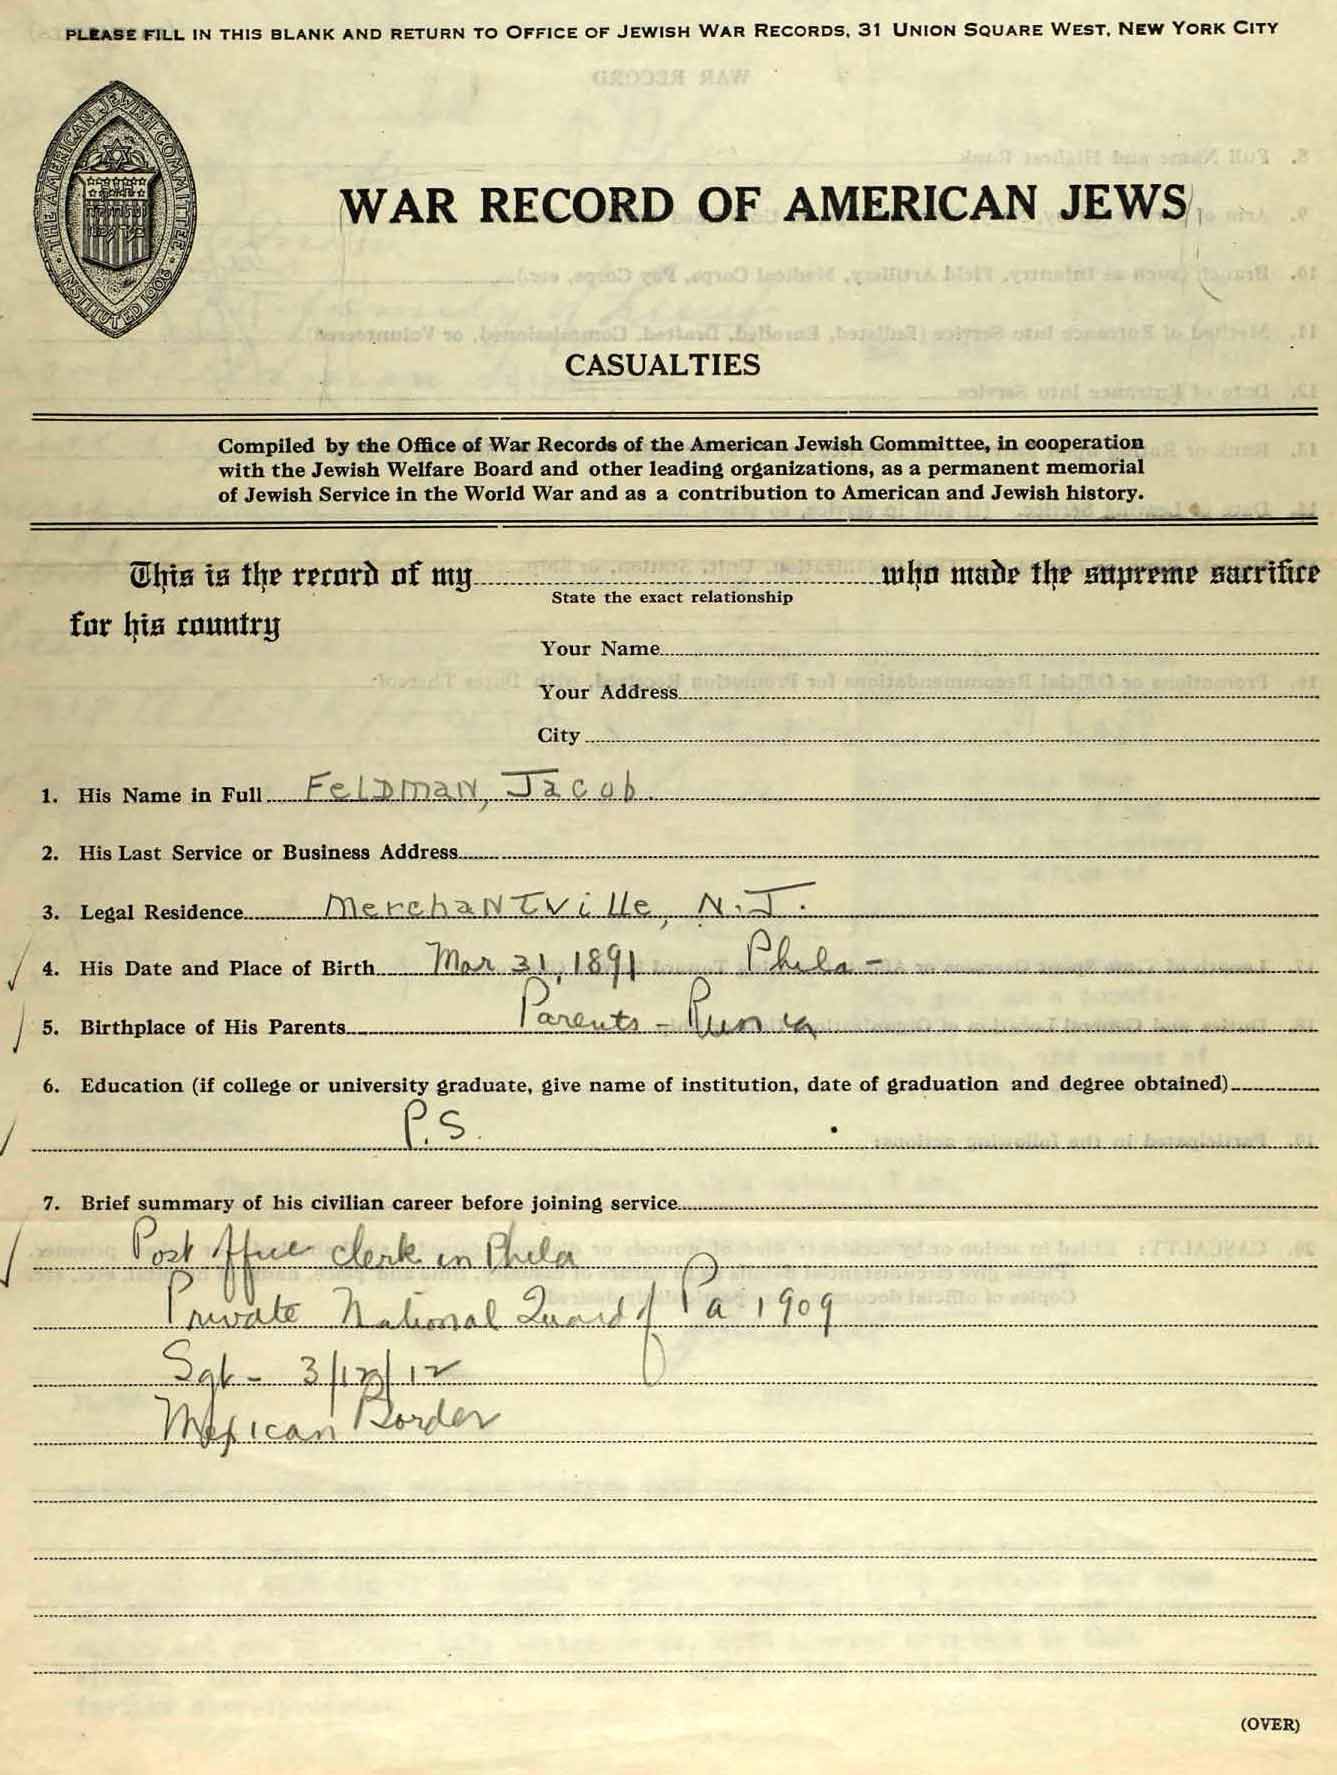 PLEASE FILL IN THIS BLANK AND RETURN TO OFFICE OF JEWISH WAR RECORDS, 31 UNION SQUARE WEST, NEW YORK CITY
THE AMERICAN JEWISH COMMITTEE
INSTITUTED 1906
WAR RECORD OF AMERICAN JEWS
CASUALTIES
Compiled by the Office of War Records of the American Jewish Committee, in cooperation
with the Jewish Welfare Board and other leading organizations, as a permanent memorial
of Jewish Service in the World War and as a contribution to American and Jewish history.
This is the record of my who made the supreme sacrifice
State the exact relationship
for his country
Your Name
Your Address
City
1. His Name in Full Feldman, Jacob
2. His Last Service or Business Address
3. Legal Residence Merchantville, N.J.
4. His Date and Place of Birth Mar 31, 1891 Phila -
5. Birthplace of His Parents Parents - Russia
6. Education (if college or university graduate, give name of institution, date of graduation and degree obtained)
P.S.
7. Brief summary of his civilian career before joining service
Post Office clerk in Phila
Private National Guard of Pa 1909
Sgt - 3/12/12
Mexican Border
(OVER)